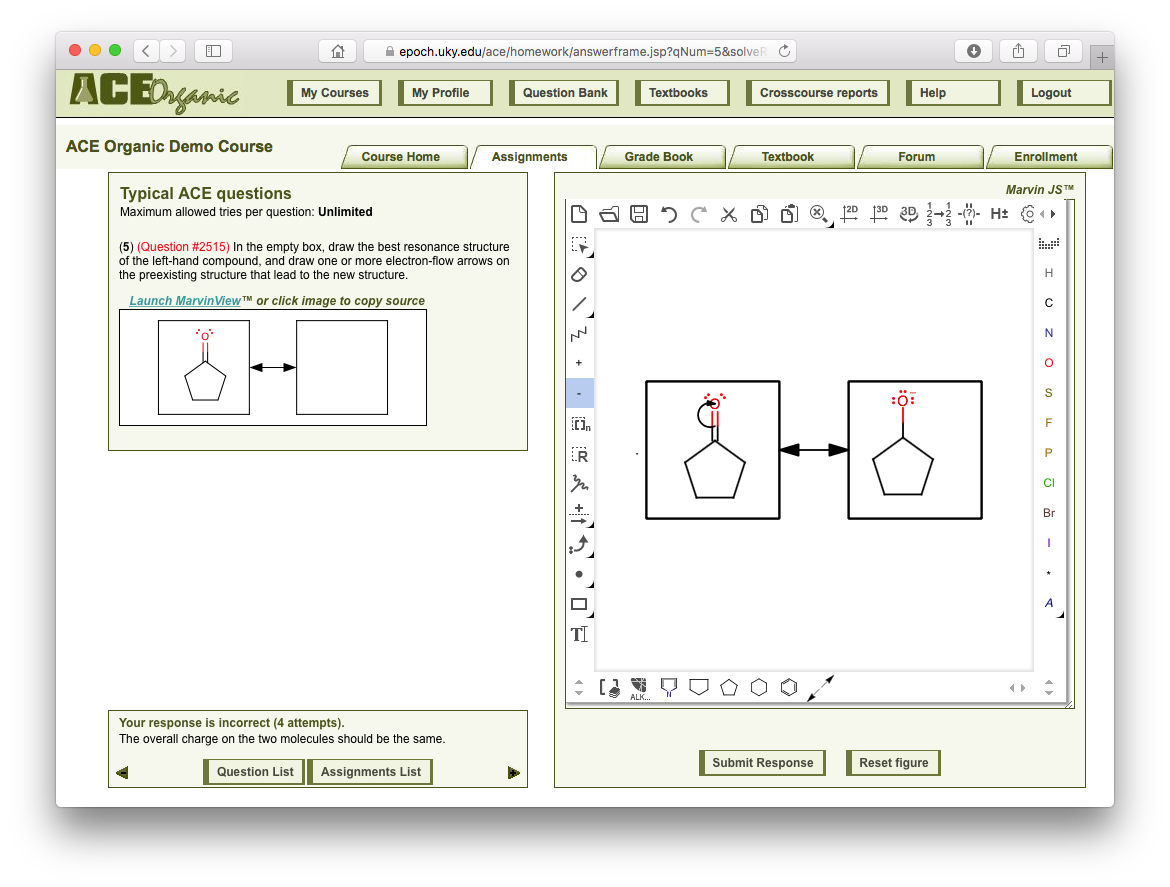 epoch.uky.edu/ace/homework/answerframe.jsp?qNum=5&solveR
ACE Organic
My Courses
My Profile
Question Bank
Textbooks
Crosscourse reports
Help
Logout
ACE Organic Demo Course
Course Home
Assignments
Grade Book
Textbook
Forum
Enrollment
Typical ACE questions
Maximum allowed tries per question: Unlimited
(5) (Question #2515) In the empty box, draw the best resonance structure
of the left-hand compound, and draw one or more electron-flow arrows on
the preexisting structure that lead to the new structure.
Launch MarvinView™ or click image to copy source
O
Marvin JS™
2D
3D
3D
1 2 3 → 1 2 3
-(?)-
H±
H
C
N
O
S
F
P
Cl
Br
I
*
A
+
-
[ ]n
R
T
O
O
ALK...
N
Your response is incorrect (4 attempts).
The overall charge on the two molecules should be the same.
Question List
Assignments List
Submit Response
Reset figure